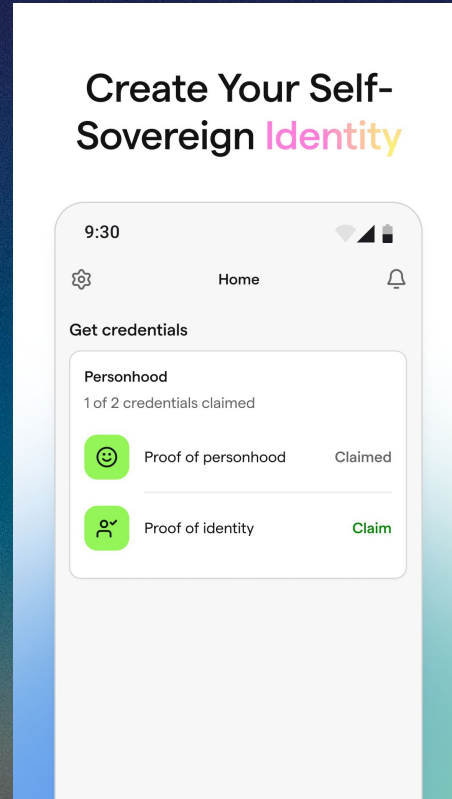 Create Your Self-
Sovereign Identity
9:30
Home
Get credentials
Personhood
1 of 2 credentials claimed
Proof of personhood Claimed
Proof of identity Claim